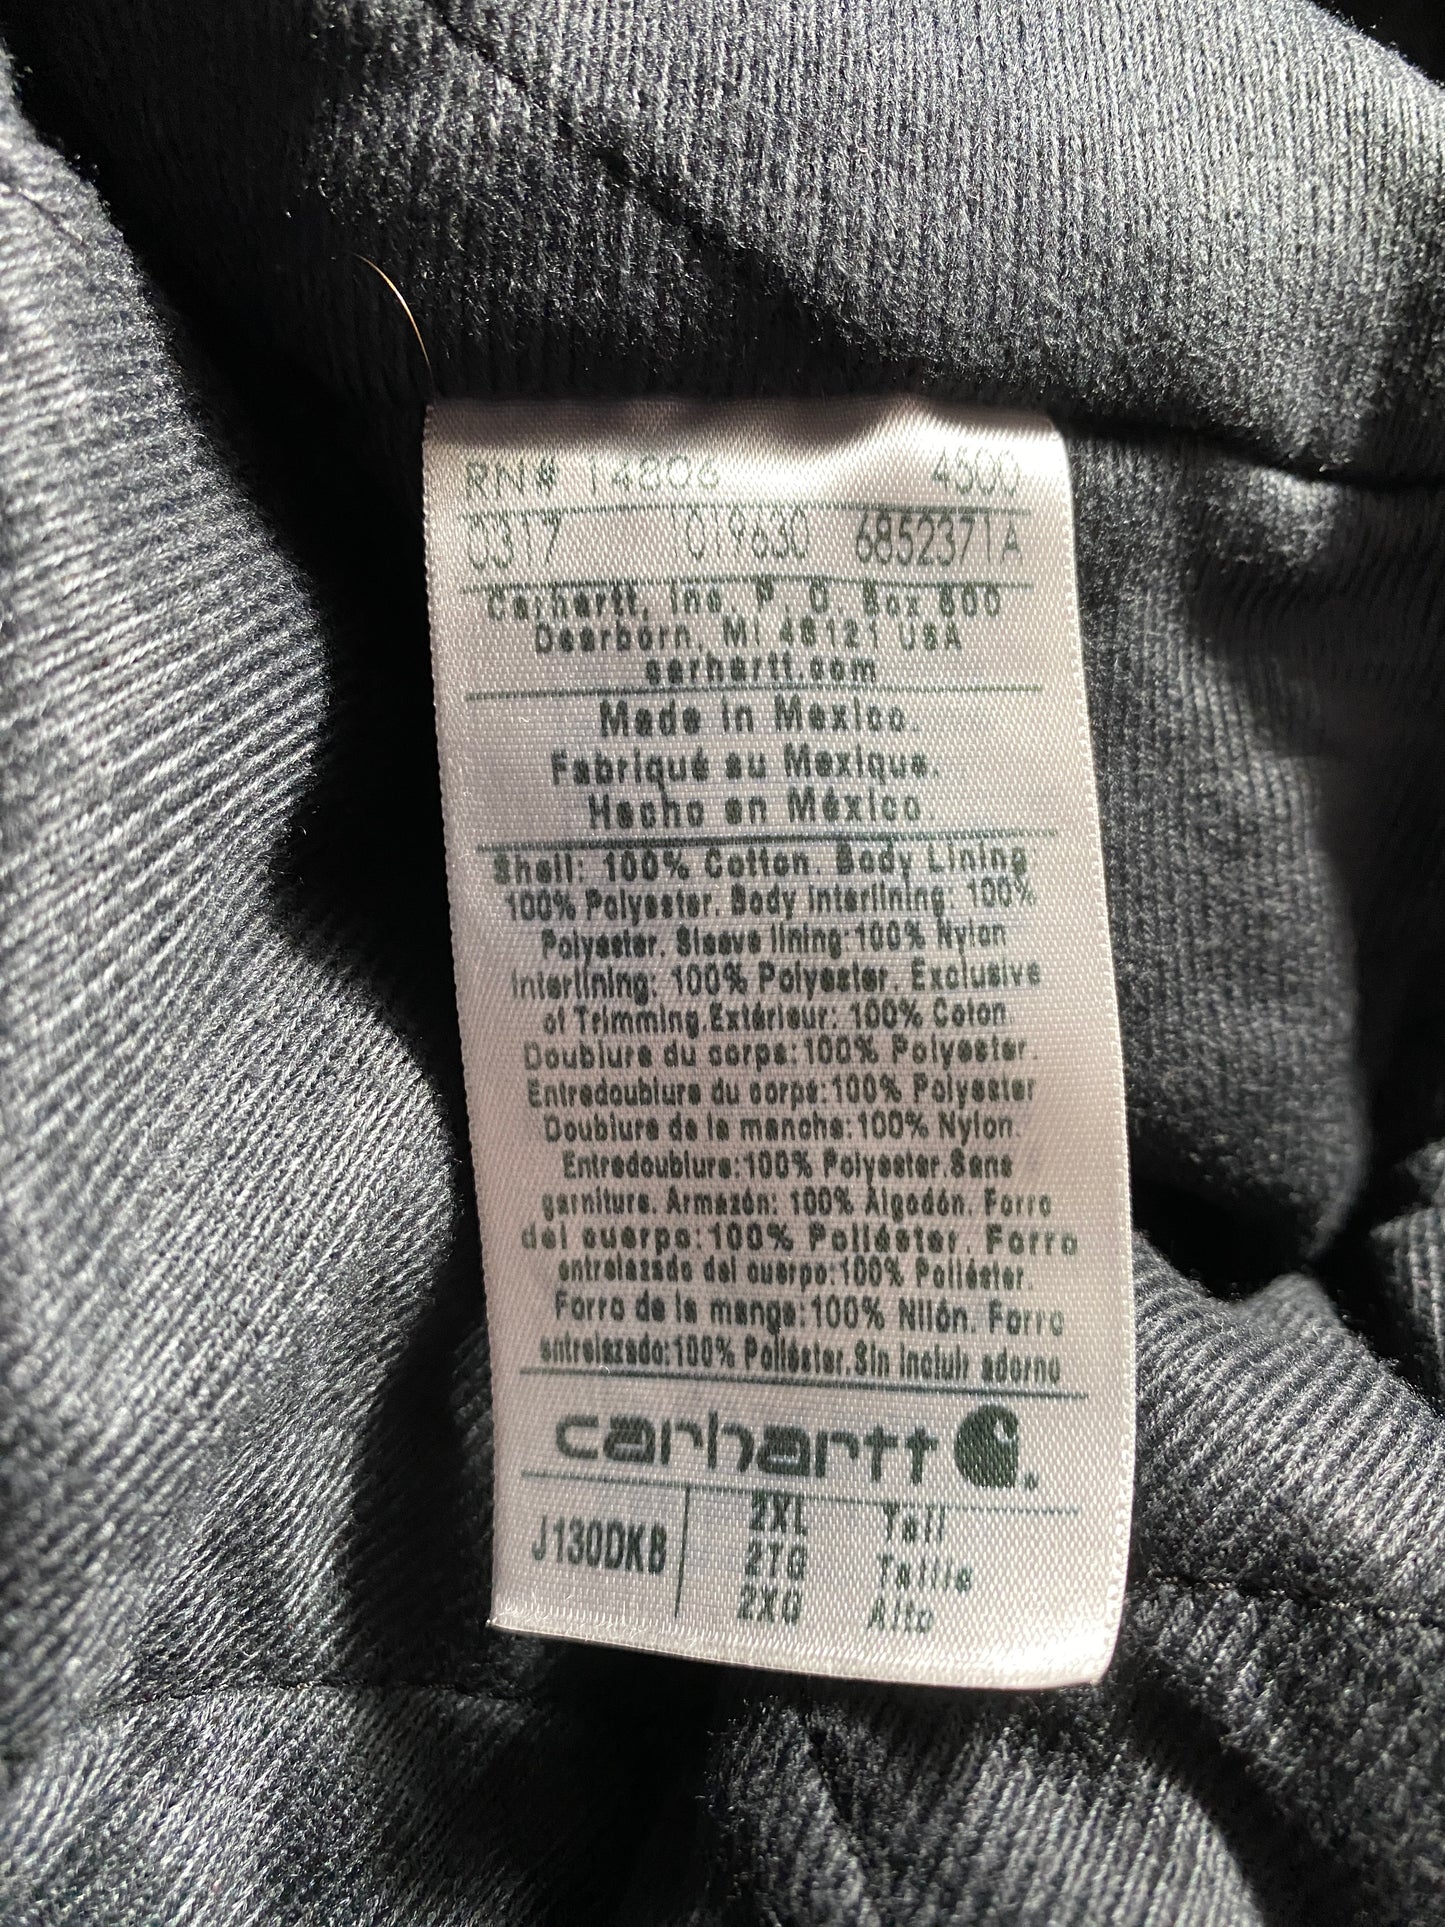 RN# 14806 4500
0317 1019630 6852371A
Carhartt, Inc. P. O. Box 600
Dearborn, MI 48121 USA
carhartt.com
Made in Mexico.
Fabriqué au Mexique.
Hecho en México.
Shell: 100% Cotton. Body Lining
100% Polyester. Body Interlining. 100%
Polyester. Sleeve lining:100% Nylon
Interlining: 100% Polyester. Exclusive
of Trimming.Extérieur: 100% Coton.
Doublure du corps:100% Polyester.
Entredoublure du corps:100% Polyester
Doublure de la manche:100% Nylon.
Entredoublure:100% Polyester.Sans
garniture. Armazón: 100% Algodón. Forro
del cuerpo:100% Poliéster. Forro
entrelazado del cuerpo:100% Poliéster.
Forro de la manga:100% Nilón. Forro
entrelazado:100% Poliéster.Sin incluir adorno
carhartt
J130DKB 2XL Tall
2TG Taille
2XG Alto